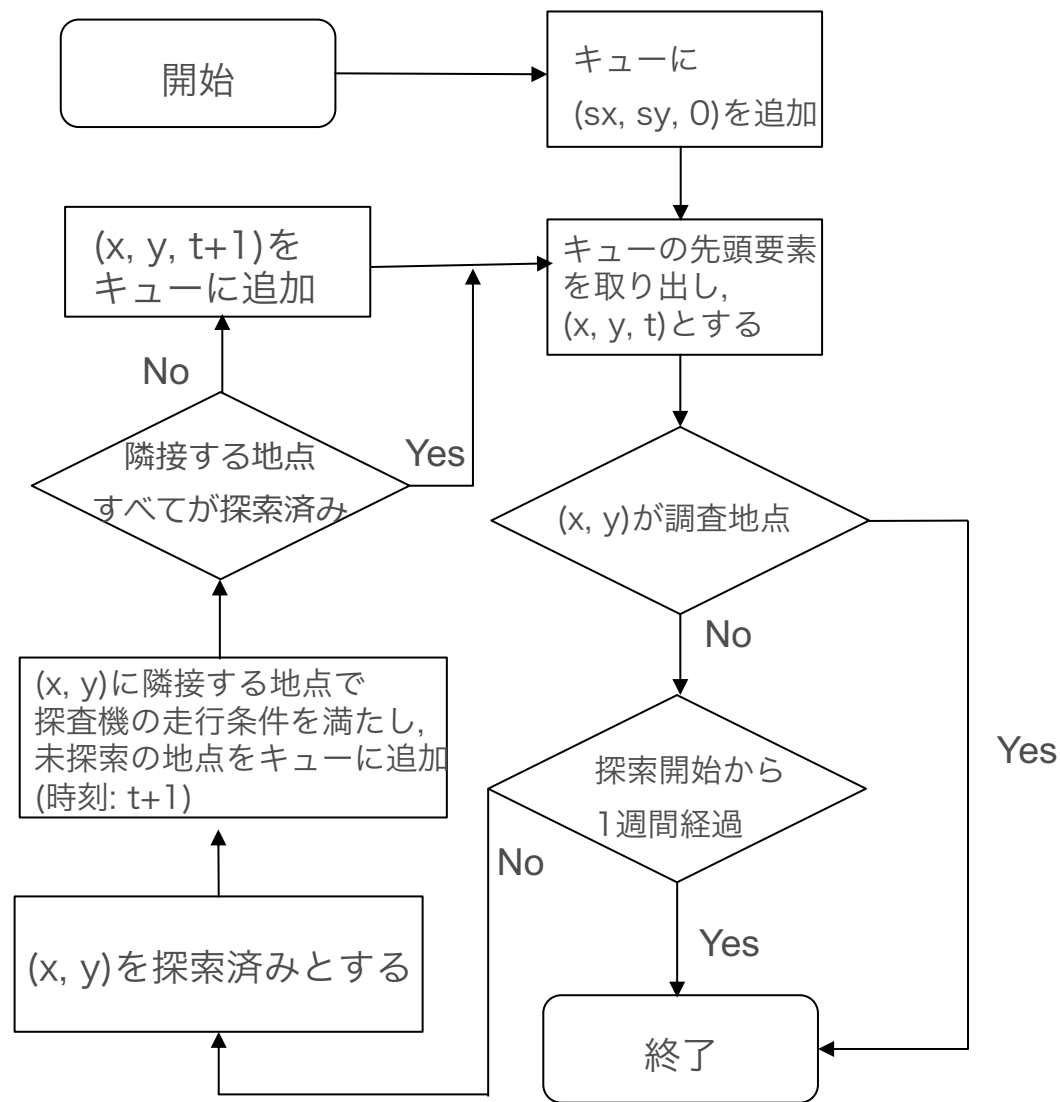 開始
キューに
(sx, sy, 0)を追加
キューの先頭要素
を取り出し,
(x, y, t)とする
(x, y)が調査地点
Yes
No
探索開始から
1週間経過
No
Yes
終了
(x, y)を探索済みとする
(x, y)に隣接する地点で
探査機の走行条件を満たし,
未探索の地点をキューに追加
(時刻: t+1)
隣接する地点
すべてが探索済み
Yes
No
(x, y, t+1)を
キューに追加